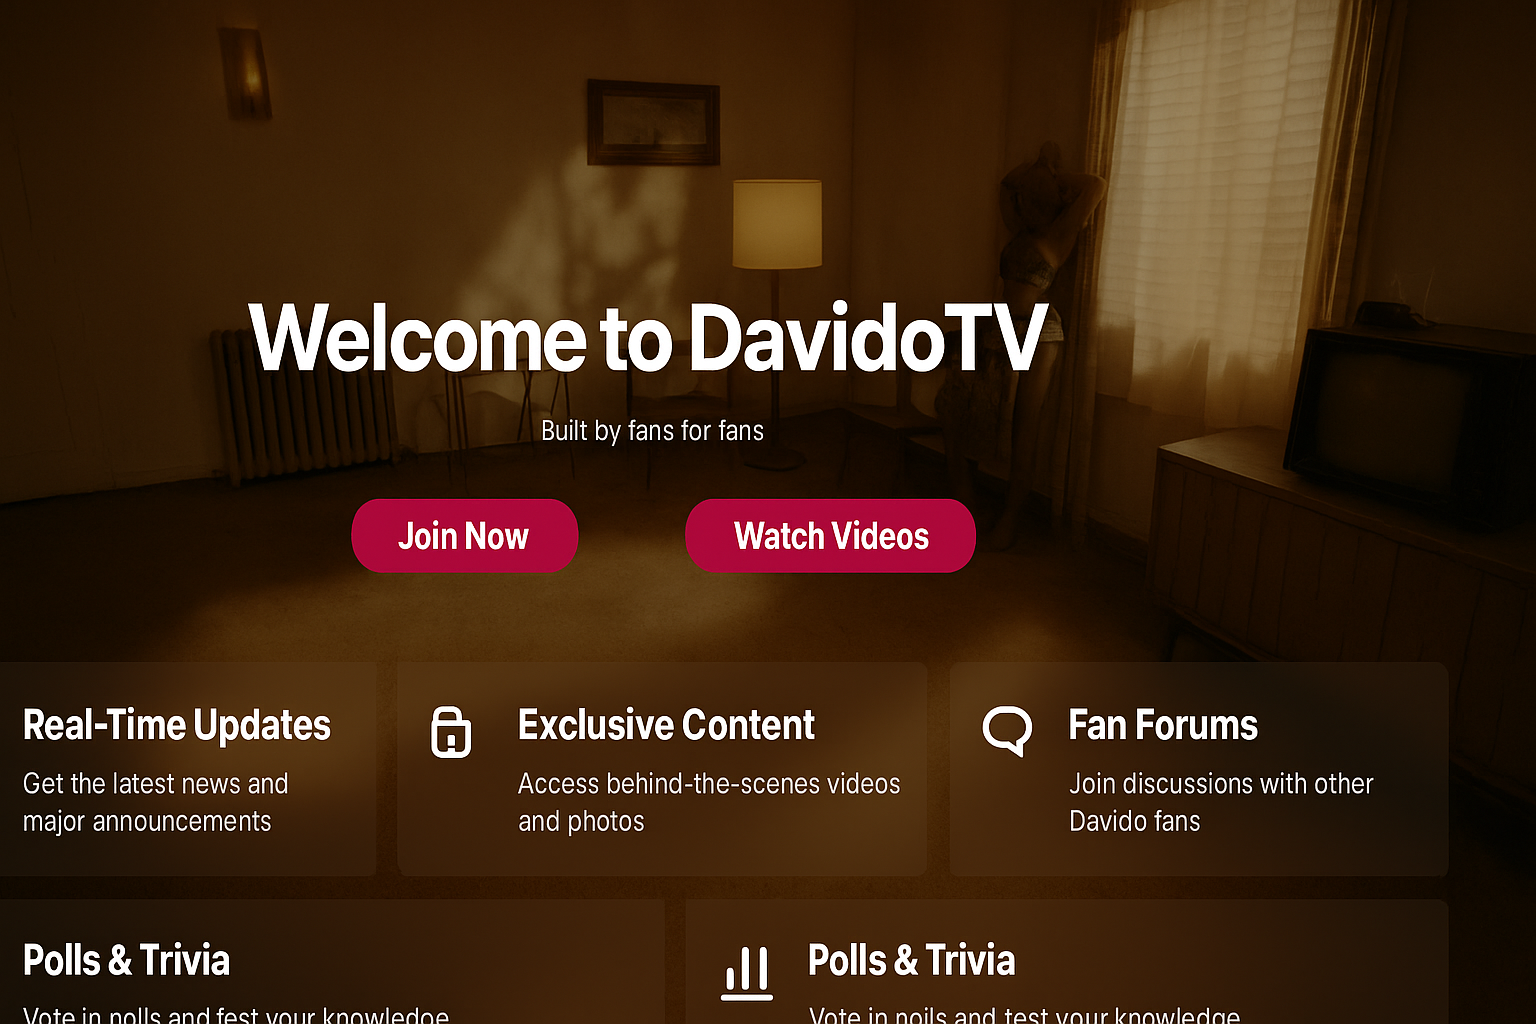 Welcome to DavidoTV
Built by fans for fans
Join Now
Watch Videos
Real-Time Updates
Get the latest news and
major announcements
Exclusive Content
Access behind-the-scenes videos
and photos
Fan Forums
Join discussions with other
Davido fans
Polls & Trivia
Vote in nolls and fest your knowledge
Polls & Trivia
Vote in noils and test your knowledge